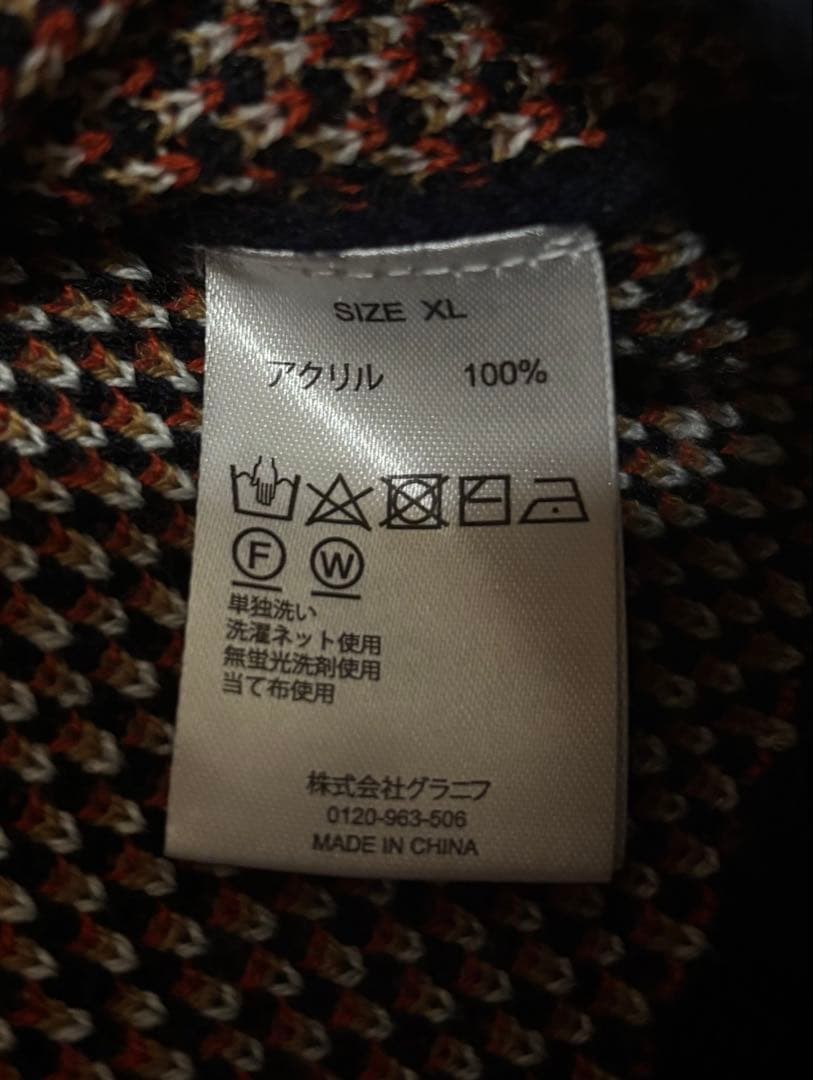 SIZE XL
アクリル 100%
F W
単独洗い
洗濯ネット使用
無蛍光洗剤使用
当て布使用
株式会社グラニフ
0120-963-506
MADE IN CHINA